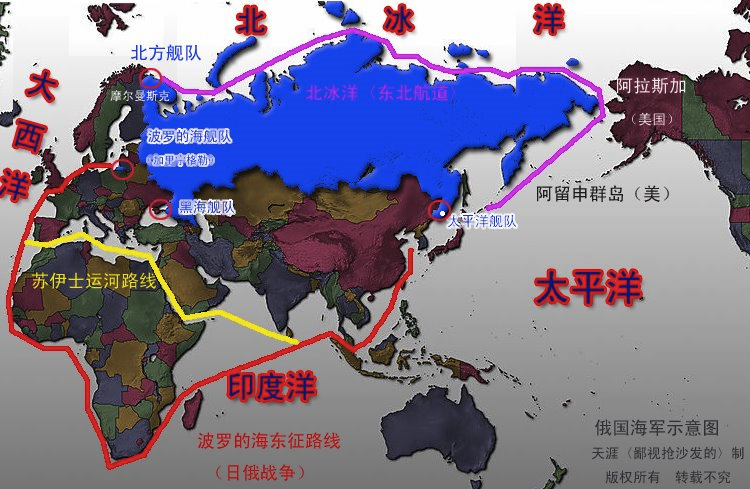 北冰洋
北方舰队
大西洋
摩尔曼斯克
北冰洋（东北航道）
阿拉斯加
（美国）
波罗的海舰队
（加里宁格勒）
黑海舰队
阿留申群岛（美）
太平洋舰队
苏伊士运河路线
太平洋
印度洋
波罗的海东征路线
（日俄战争）
俄国海军示意图
天涯（鄙视抢沙发的）制
版权所有 转载不究